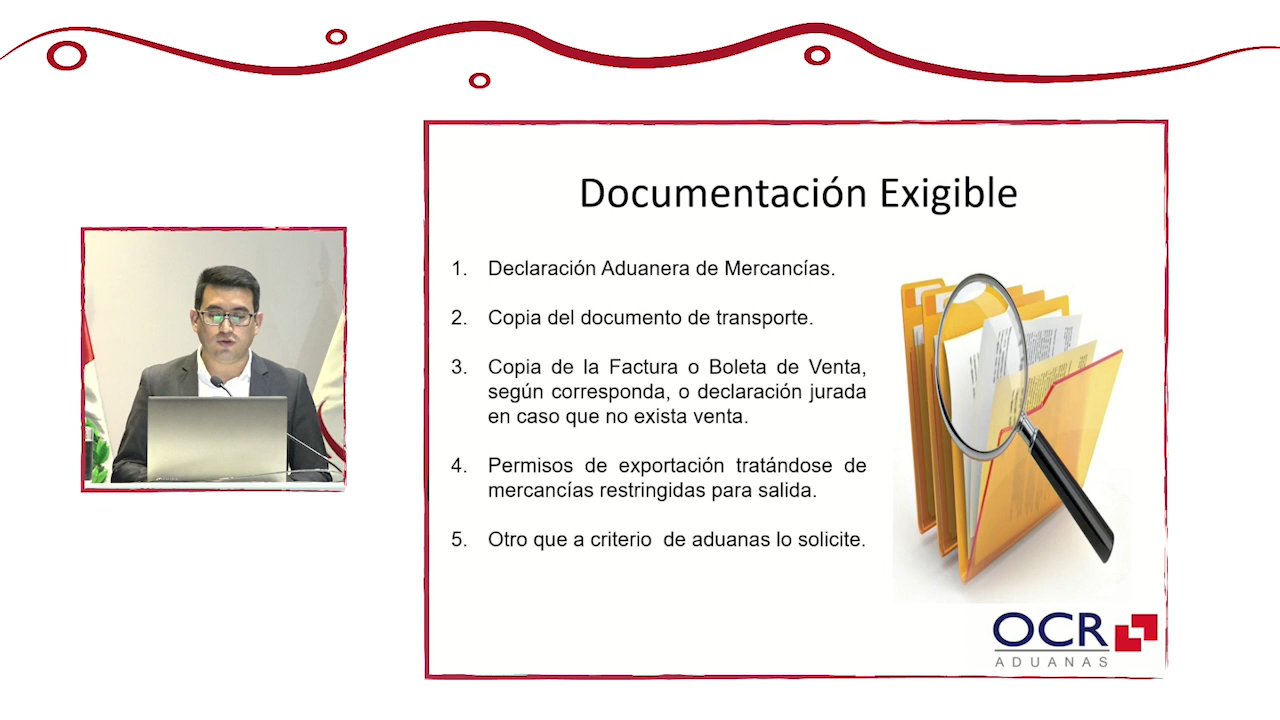 Documentación Exigible
1. Declaración Aduanera de Mercancías.
2. Copia del documento de transporte.
3. Copia de la Factura o Boleta de Venta,
según corresponda, o declaración jurada
en caso que no exista venta.
4. Permisos de exportación tratándose de
mercancías restringidas para salida.
5. Otro que a criterio  de aduanas lo solicite.
OCR
ADUANAS